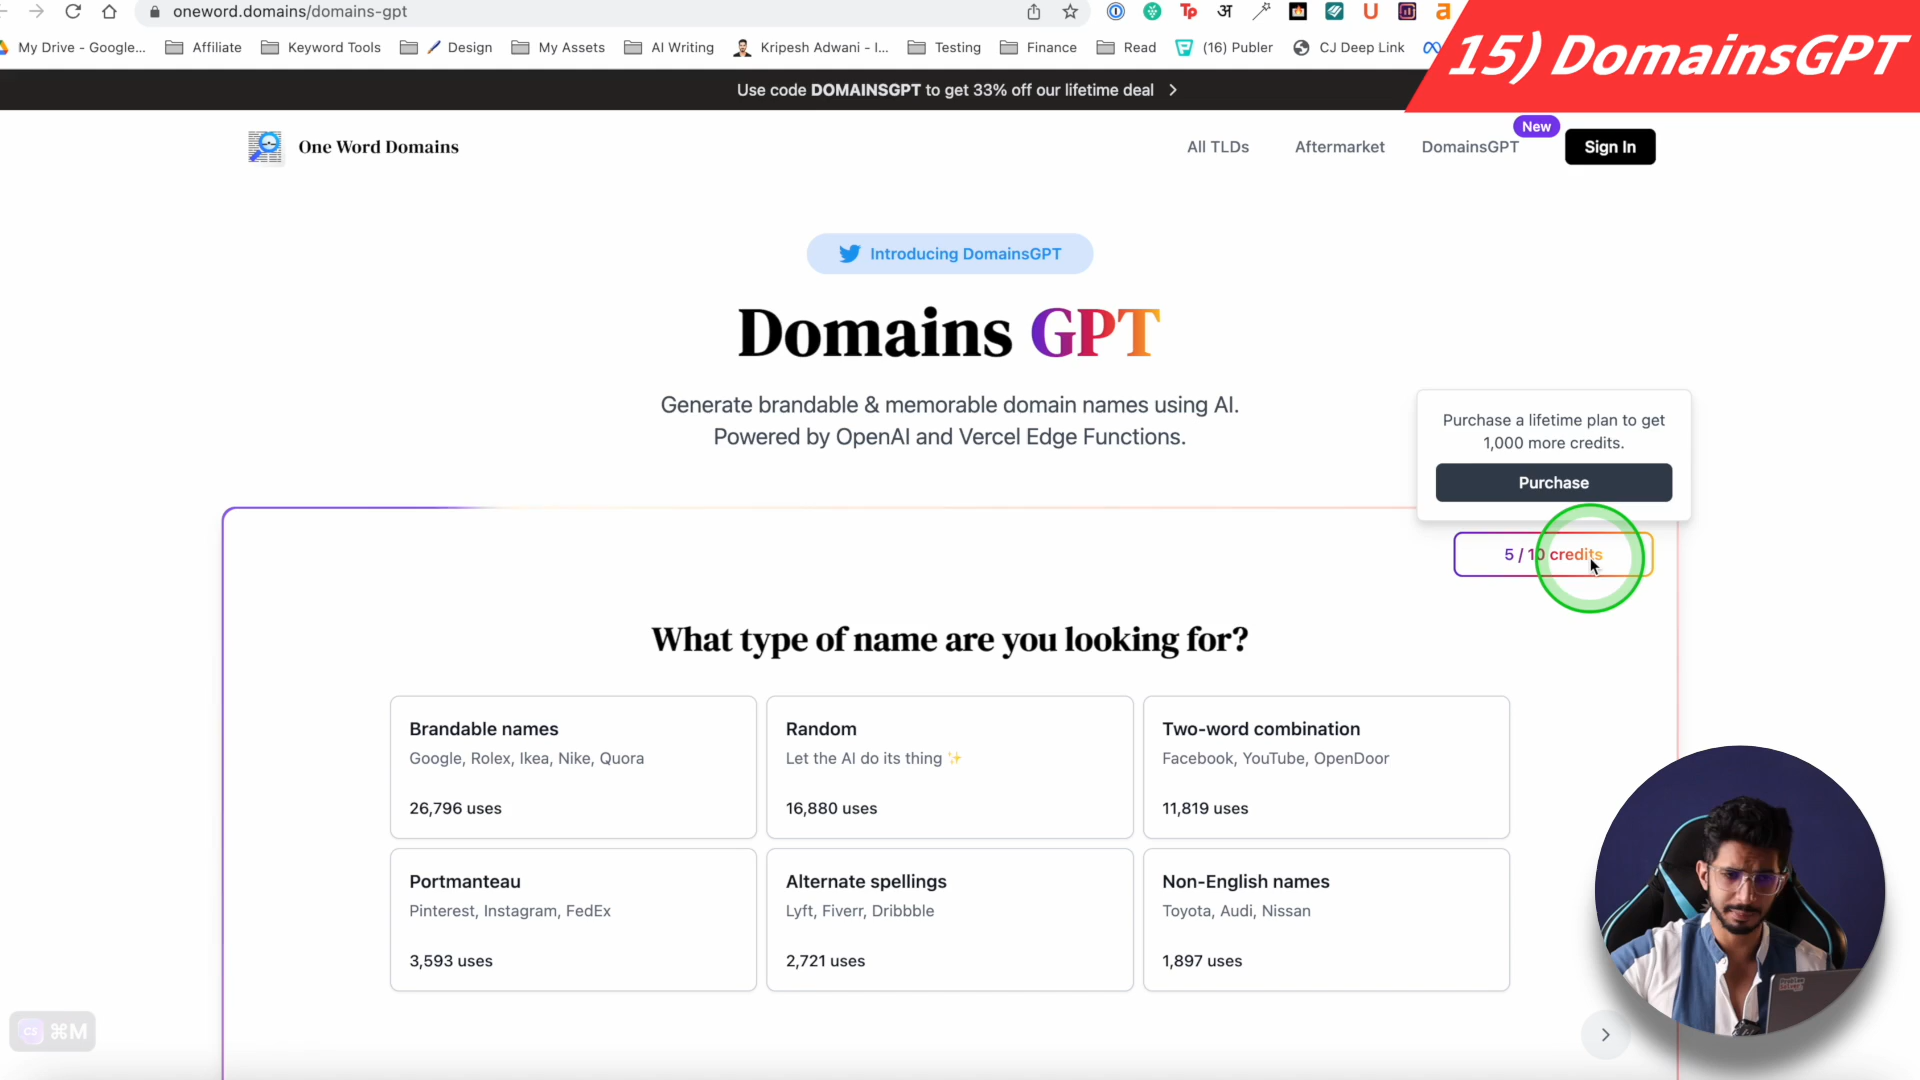 oneword.domains/domains-gpt
Tp
अ
U
a
15) DomainsGPT
My Drive - Google...
Affiliate
Keyword Tools
Design
My Assets
AI Writing
Kripesh Adwani - I...
Testing
Finance
Read
(16) Publer
CJ Deep Link
Use code DOMAINSGPT to get 33% off our lifetime deal
One Word Domains
All TLDs
Aftermarket
DomainsGPT
New
Sign In
Introducing DomainsGPT
Domains GPT
Generate brandable & memorable domain names using AI.
Powered by OpenAI and Vercel Edge Functions.
Purchase a lifetime plan to get
1,000 more credits.
Purchase
5 / 10 credits
What type of name are you looking for?
Brandable names
Google, Rolex, Ikea, Nike, Quora
26,796 uses
Random
Let the AI do its thing ✨
16,880 uses
Two-word combination
Facebook, YouTube, OpenDoor
11,819 uses
Portmanteau
Pinterest, Instagram, FedEx
3,593 uses
Alternate spellings
Lyft, Fiverr, Dribbble
2,721 uses
Non-English names
Toyota, Audi, Nissan
1,897 uses
CS ⌘M